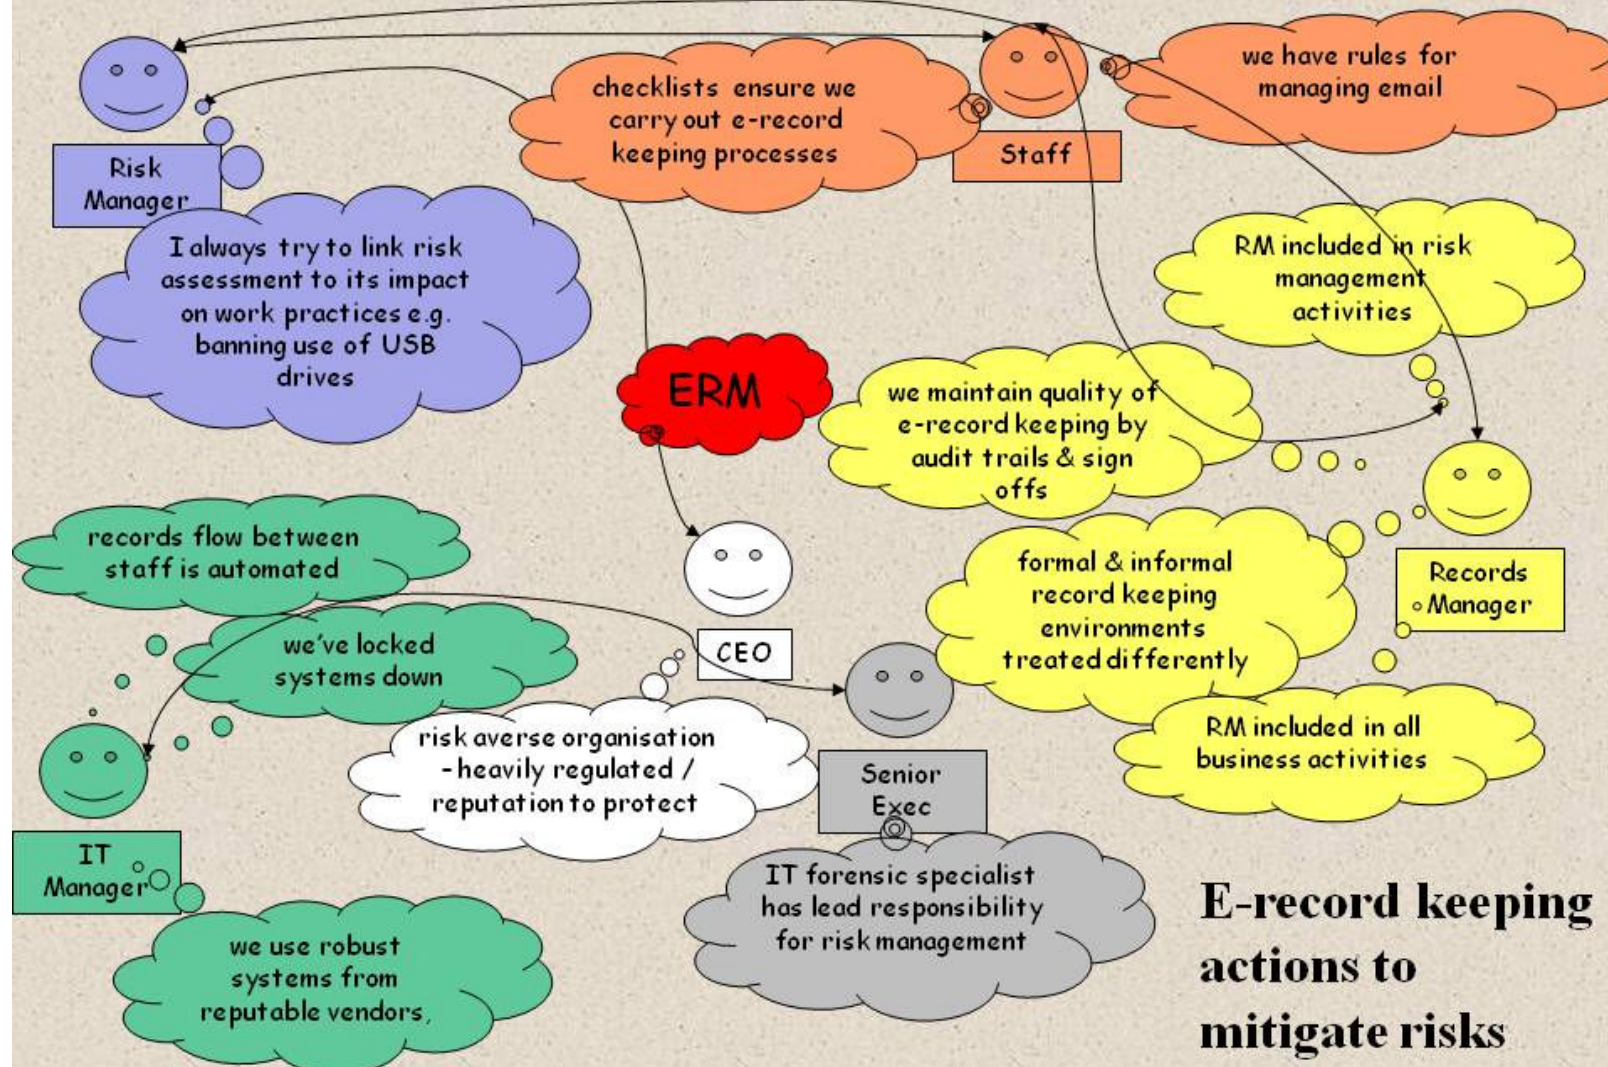 Risk
Manager
I always try to link risk
assessment to its impact
on work practices e.g.
banning use of USB
drives
checklists ensure we
carry out e-record
keeping processes
Staff
we have rules for
managing email
RM included in risk
management
activities
ERM
we maintain quality of
e-record keeping by
audit trails & sign
offs
Records
Manager
formal & informal
record keeping
environments
treated differently
RM included in all
business activities
records flow between
staff is automated
we've locked
systems down
IT
Manager
we use robust
systems from
reputable vendors,
CEO
risk averse organisation
- heavily regulated /
reputation to protect
Senior
Exec
IT forensic specialist
has lead responsibility
for risk management
E-record keeping
actions to
mitigate risks